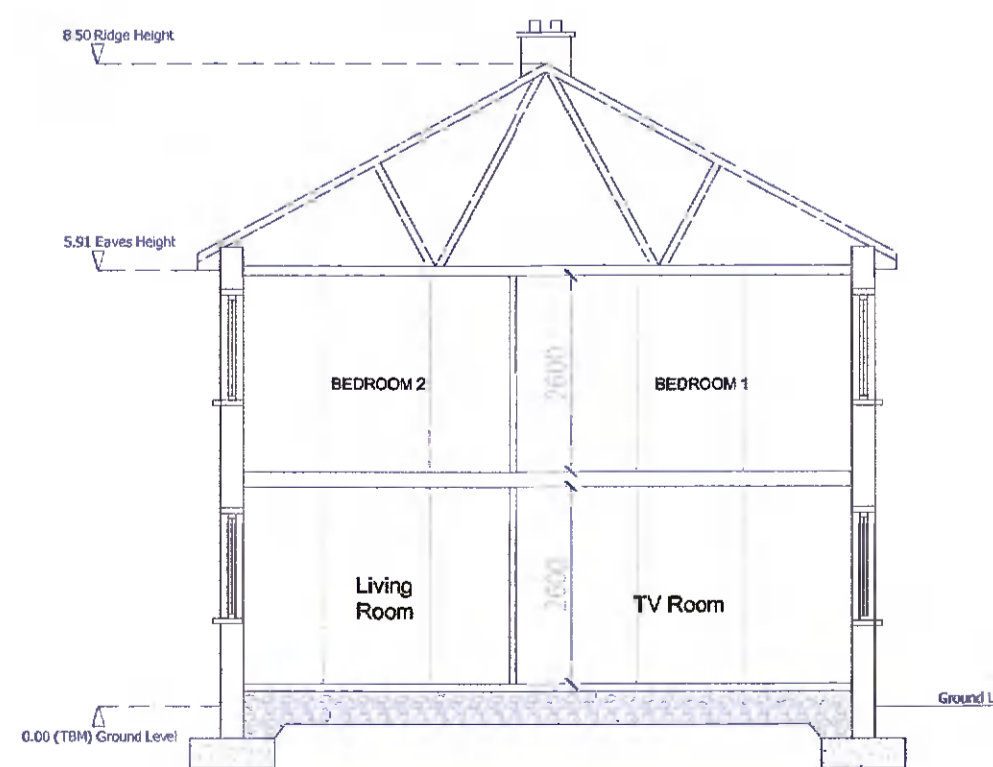 8.50 Ridge Height
5.91 Eaves Height
BEDROOM 2
2600
BEDROOM 1
Living
Room
2600
TV Room
Ground L
0.00 (TBM) Ground Level